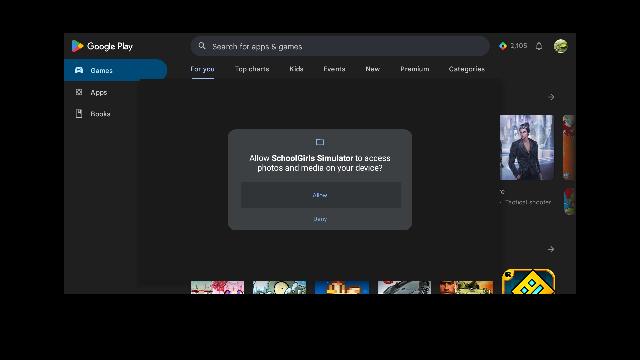 Google Play
Search for apps & games
2,105
Games
For you
Top charts
Kids
Events
New
Premium
Categories
Apps
Books
Allow SchoolGirls Simulator to access
photos and media on your device?
Allow
Deny
Tactical shooter